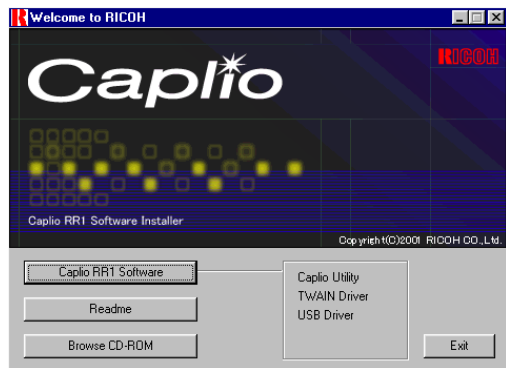 Welcome to RICOH
Caplio
RICOH
Caplio RR1 Software Installer
Copyright(C)2001 RICOH CO.,Ltd.
Caplio RR1 Software
Readme
Browse CD-ROM
Caplio Utility
TWAIN Driver
USB Driver
Exit